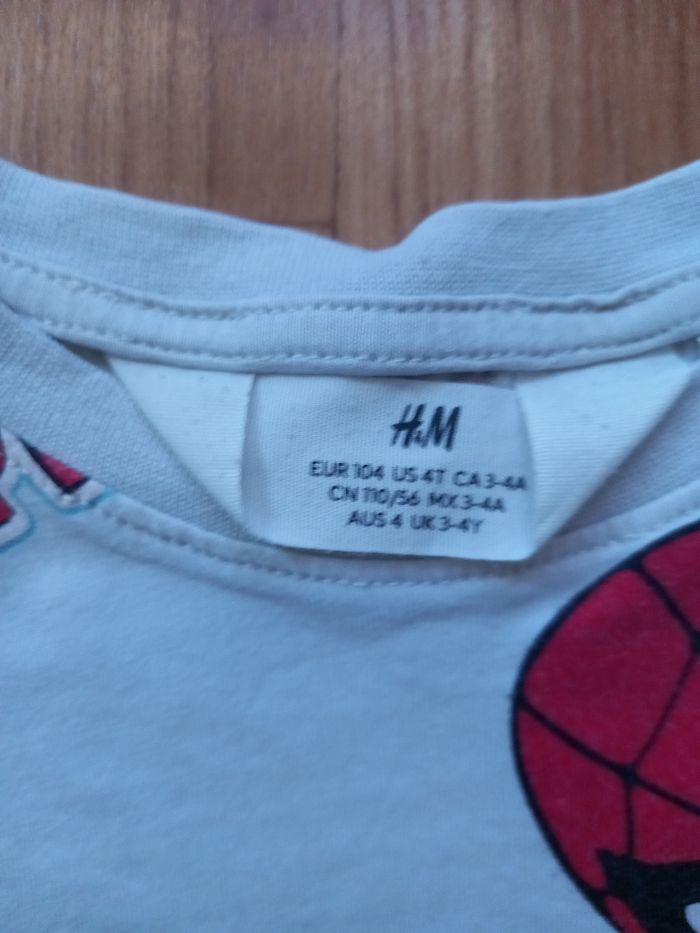 H&M
EUR 104 US 4T CA 3-4A
CN 110/56 MX 3-4A
AUS 4 UK 3-4Y